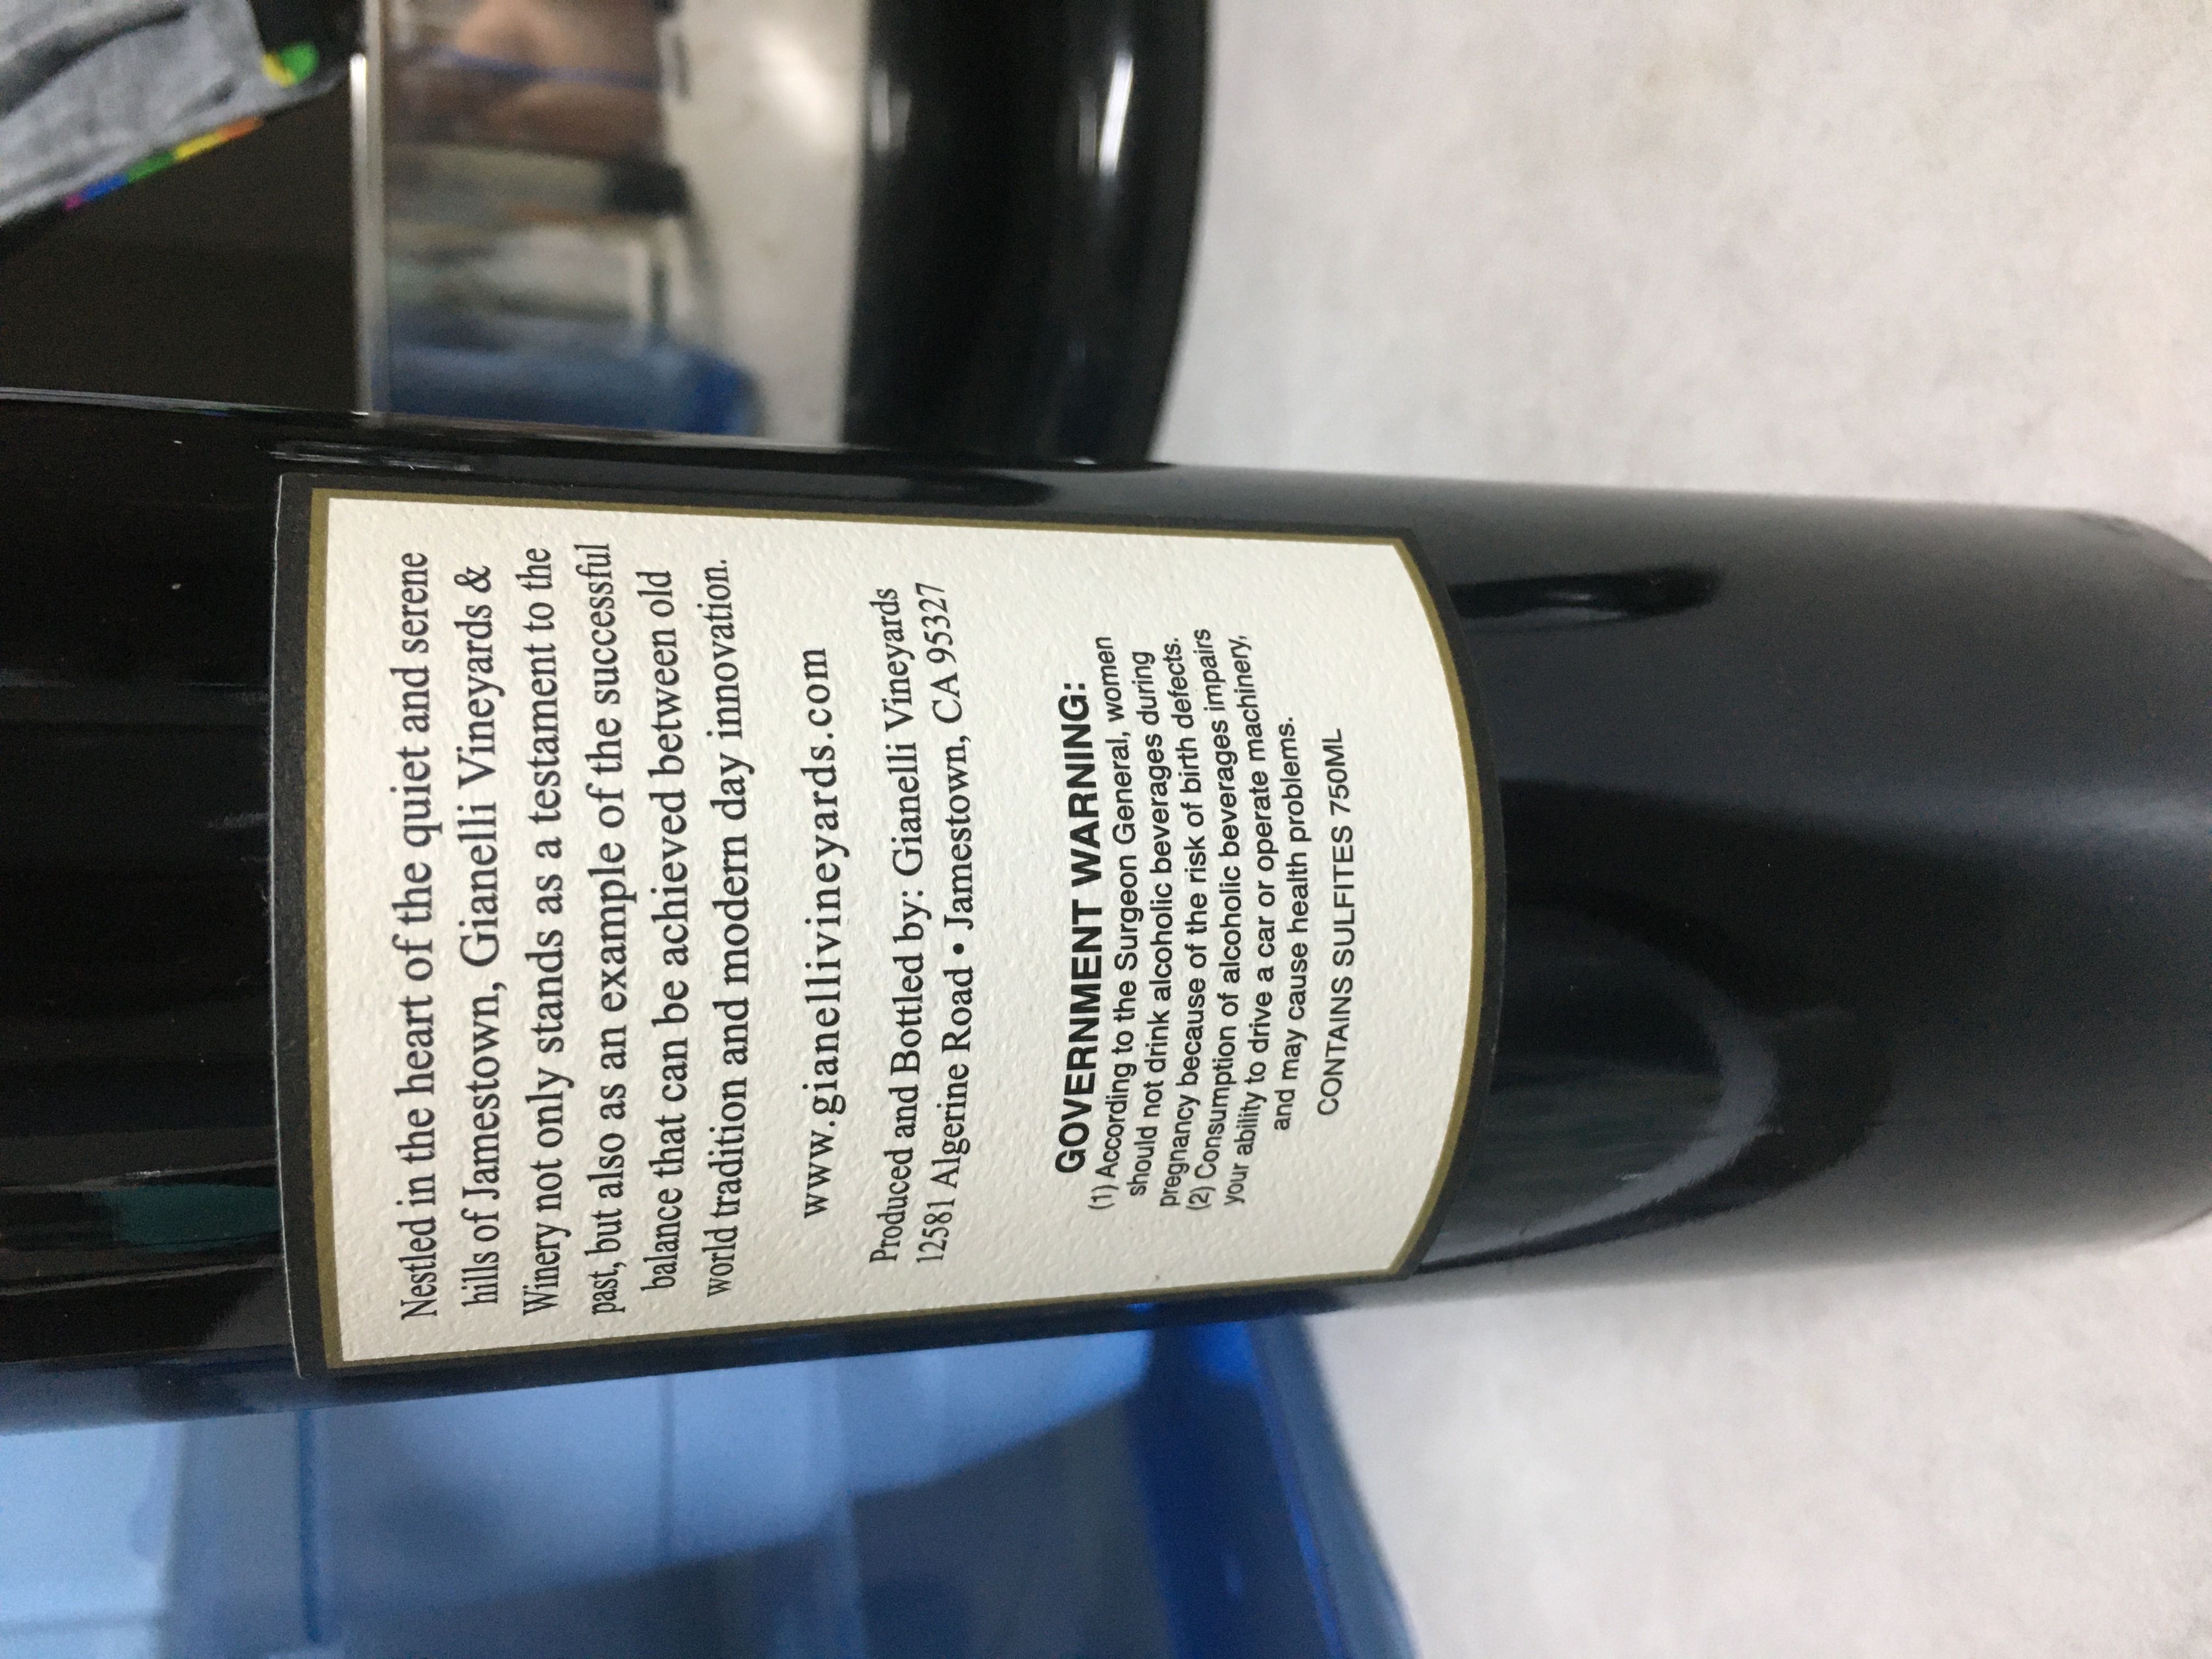 Nestled in the heart of the quiet and serene
hills of Jamestown, Gianelli Vineyards &
Winery not only stands as a testament to the
past, but also as an example of the successful
balance that can be achieved between old
world tradition and modern day innovation.
www.gianellivineyards.com
Produced and Bottled by: Gianelli Vineyards
12581 Algerine Road • Jamestown, CA 95327
GOVERNMENT WARNING:
(1) According to the Surgeon General, women
should not drink alcoholic beverages during
pregnancy because of the risk of birth defects.
(2) Consumption of alcoholic beverages impairs
your ability to drive a car or operate machinery,
and may cause health problems.
CONTAINS SULFITES 750ML